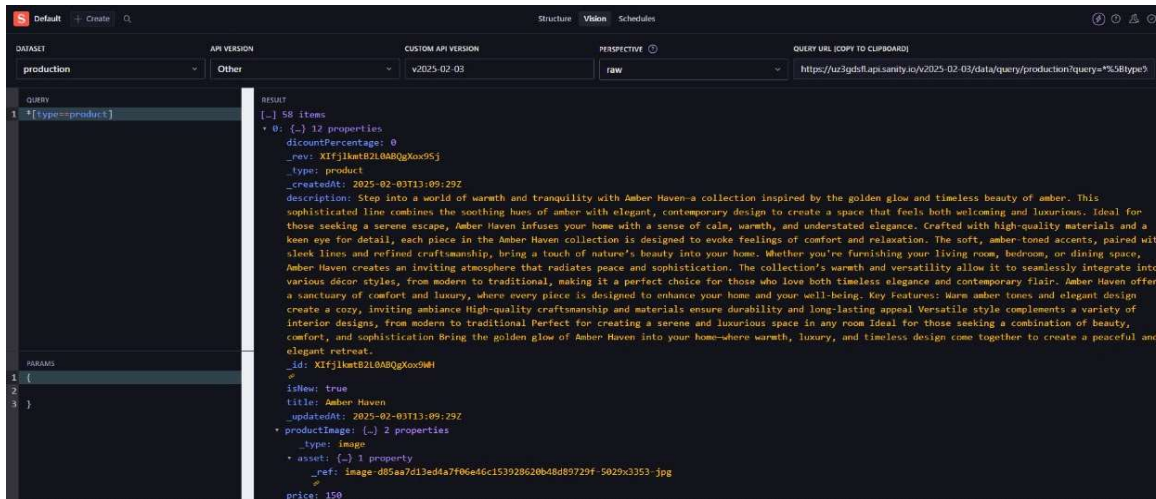 S Default + Create
Structure Vision Schedules
DATASET API VERSION CUSTOM API VERSION PERSPECTIVE QUERY URL [COPY TO CLIPBOARD]
production Other v2025-02-03 raw https://uz3gdsfl.api.sanity.io/v2025-02-03/data/query/production?query=*%5Btype%
QUERY
1 *[type==product]
PARAMS
1 {
2
3 }
RESULT
[…] 58 items
0: {…} 12 properties
dicountPercentage: 0
_rev: XIfjlkmtB2L0ABQgXox9Sj
_type: product
_createdAt: 2025-02-03T13:09:29Z
description: Step into a world of warmth and tranquility with Amber Haven—a collection inspired by the golden glow and timeless beauty of amber. This
sophisticated line combines the soothing hues of amber with elegant, contemporary design to create a space that feels both welcoming and luxurious. Ideal for
those seeking a serene escape, Amber Haven infuses your home with a sense of calm, warmth, and understated elegance. Crafted with high-quality materials and a
keen eye for detail, each piece in the Amber Haven collection is designed to evoke feelings of comfort and relaxation. The soft, amber-toned accents, paired wit
sleek lines and refined craftsmanship, bring a touch of nature's beauty into your home. Whether you're furnishing your living room, bedroom, or dining space,
Amber Haven creates an inviting atmosphere that radiates peace and sophistication. The collection's warmth and versatility allow it to seamlessly integrate into
various décor styles, from modern to traditional, making it a perfect choice for those who love both timeless elegance and contemporary flair. Amber Haven offer
a sanctuary of comfort and luxury, where every piece is designed to enhance your home and your well-being. Key Features: Warm amber tones and elegant design
create a cozy, inviting ambiance High-quality craftsmanship and materials ensure durability and long-lasting appeal Versatile style complements a variety of
interior designs, from modern to traditional Perfect for creating a serene and luxurious space in any room Ideal for those seeking a combination of beauty,
comfort, and sophistication Bring the golden glow of Amber Haven into your home—where warmth, luxury, and timeless design come together to create a peaceful and
elegant retreat.
_id: XIfjlkmtB2L0ABQgXox9WH
isNew: true
title: Amber Haven
_updatedAt: 2025-02-03T13:09:29Z
productImage: {…} 2 properties
_type: image
asset: {…} 1 property
_ref: image-d85aa7d13ed4a7f06e46c153928620b48d89729f-5029x3353-jpg
price: 150